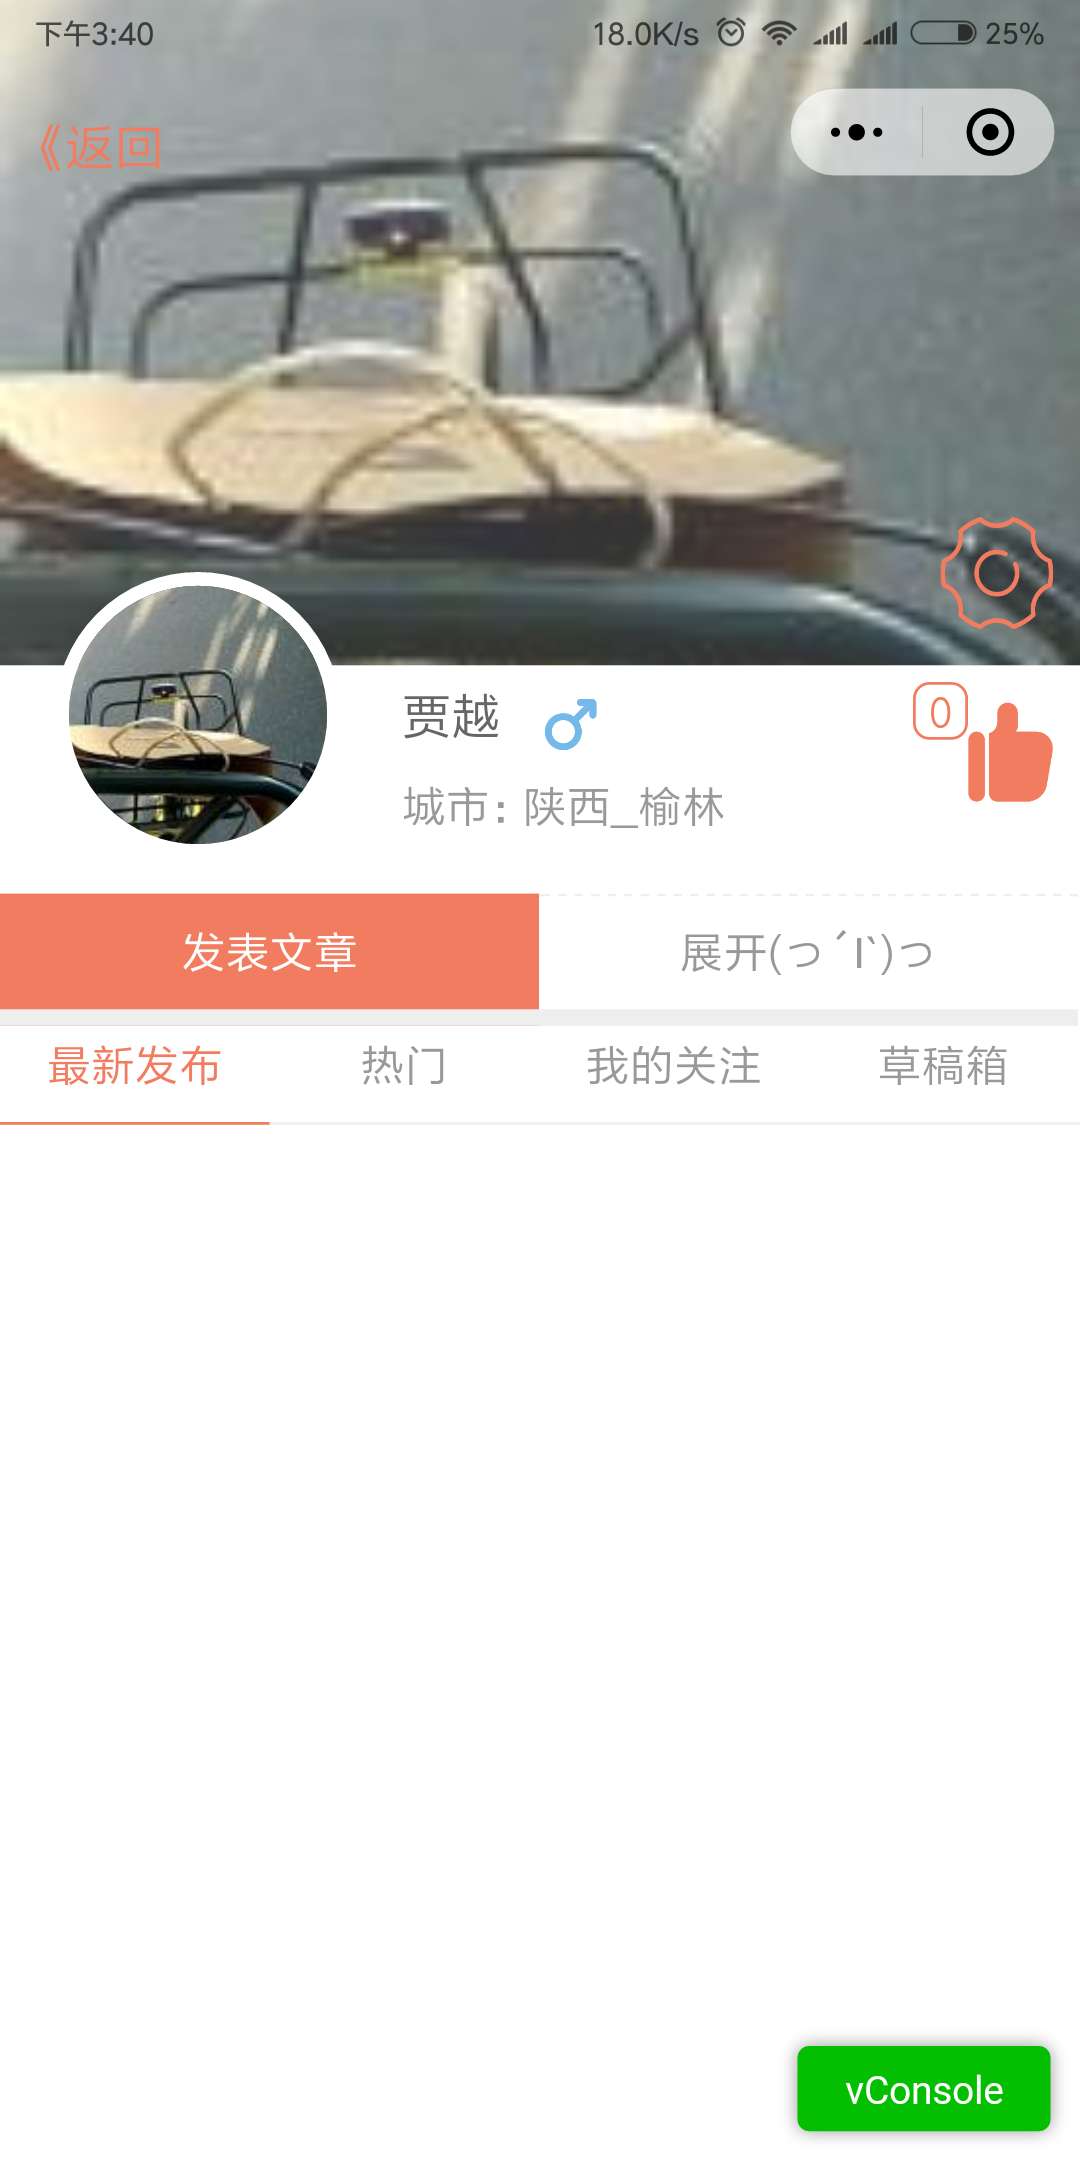 下午3:40 18.0K/s 25%
《返回
贾越
0
城市：陕西_榆林
发表文章 展开(っ´Ι`)っ
最新发布 热门 我的关注 草稿箱
vConsole